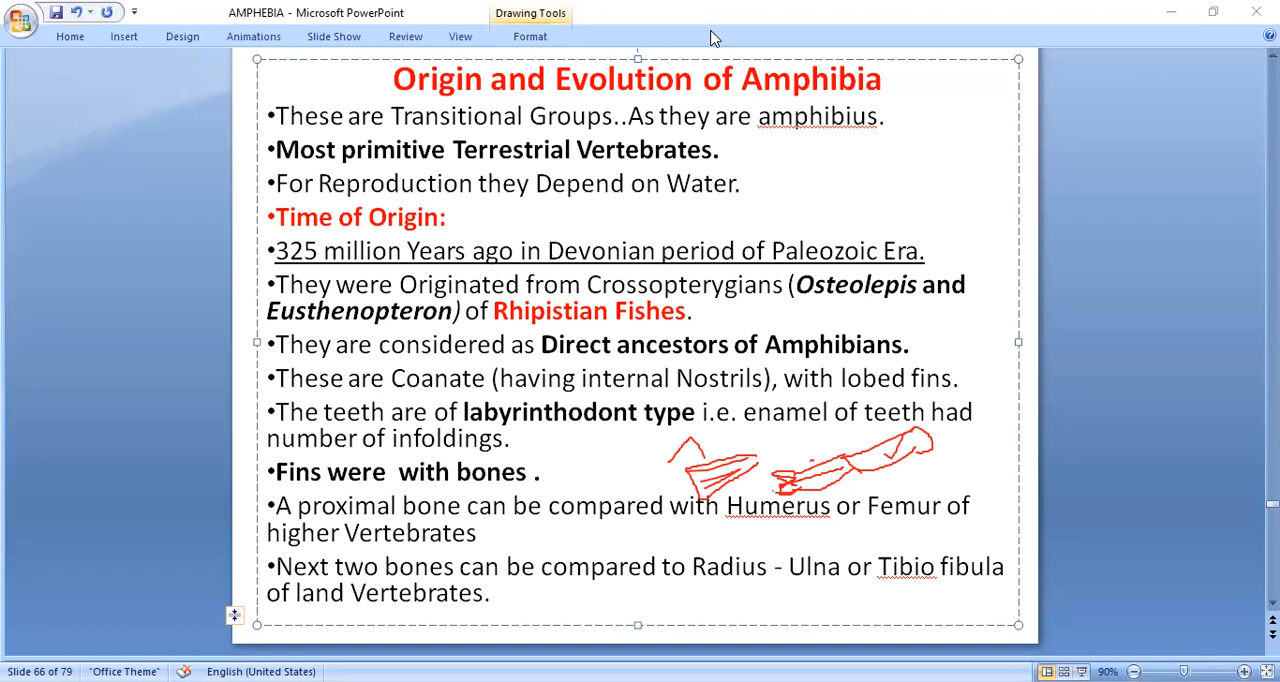 AMPHEBIA - Microsoft PowerPoint
Drawing Tools
Home Insert Design Animations Slide Show Review View Format
Origin and Evolution of Amphibia
•These are Transitional Groups..As they are amphibius.
•Most primitive Terrestrial Vertebrates.
•For Reproduction they Depend on Water.
•Time of Origin:
•325 million Years ago in Devonian period of Paleozoic Era.
•They were Originated from Crossopterygians (Osteolepis and
Eusthenopteron) of Rhipistian Fishes.
•They are considered as Direct ancestors of Amphibians.
•These are Coanate (having internal Nostrils), with lobed fins.
•The teeth are of labyrinthodont type i.e. enamel of teeth had
number of infoldings.
•Fins were with bones .
•A proximal bone can be compared with Humerus or Femur of
higher Vertebrates
•Next two bones can be compared to Radius - Ulna or Tibio fibula
of land Vertebrates.
Slide 66 of 79 "Office Theme" English (United States) 90%